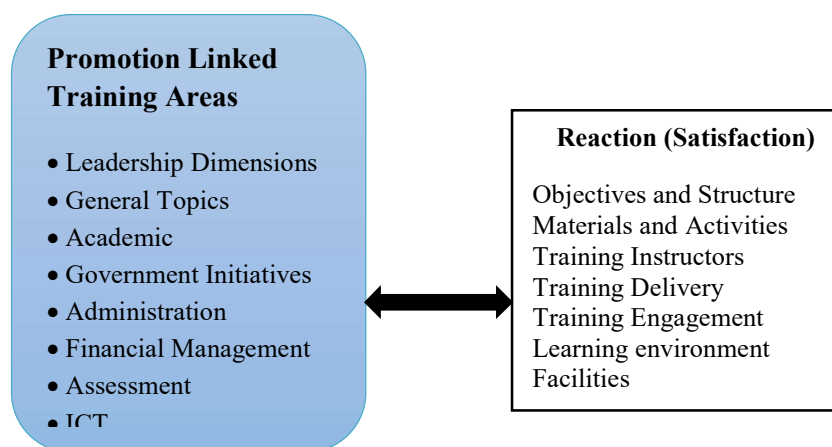 Promotion Linked
Training Areas
• Leadership Dimensions
• General Topics
• Academic
• Government Initiatives
• Administration
• Financial Management
• Assessment
• ICT
Reaction (Satisfaction)
Objectives and Structure
Materials and Activities
Training Instructors
Training Delivery
Training Engagement
Learning environment
Facilities